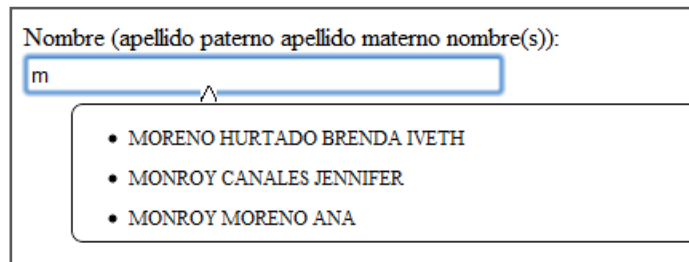 Nombre (apellido paterno apellido materno nombre(s)):
m
MORENO HURTADO BRENDA IVETH
MONROY CANALES JENNIFER
MONROY MORENO ANA